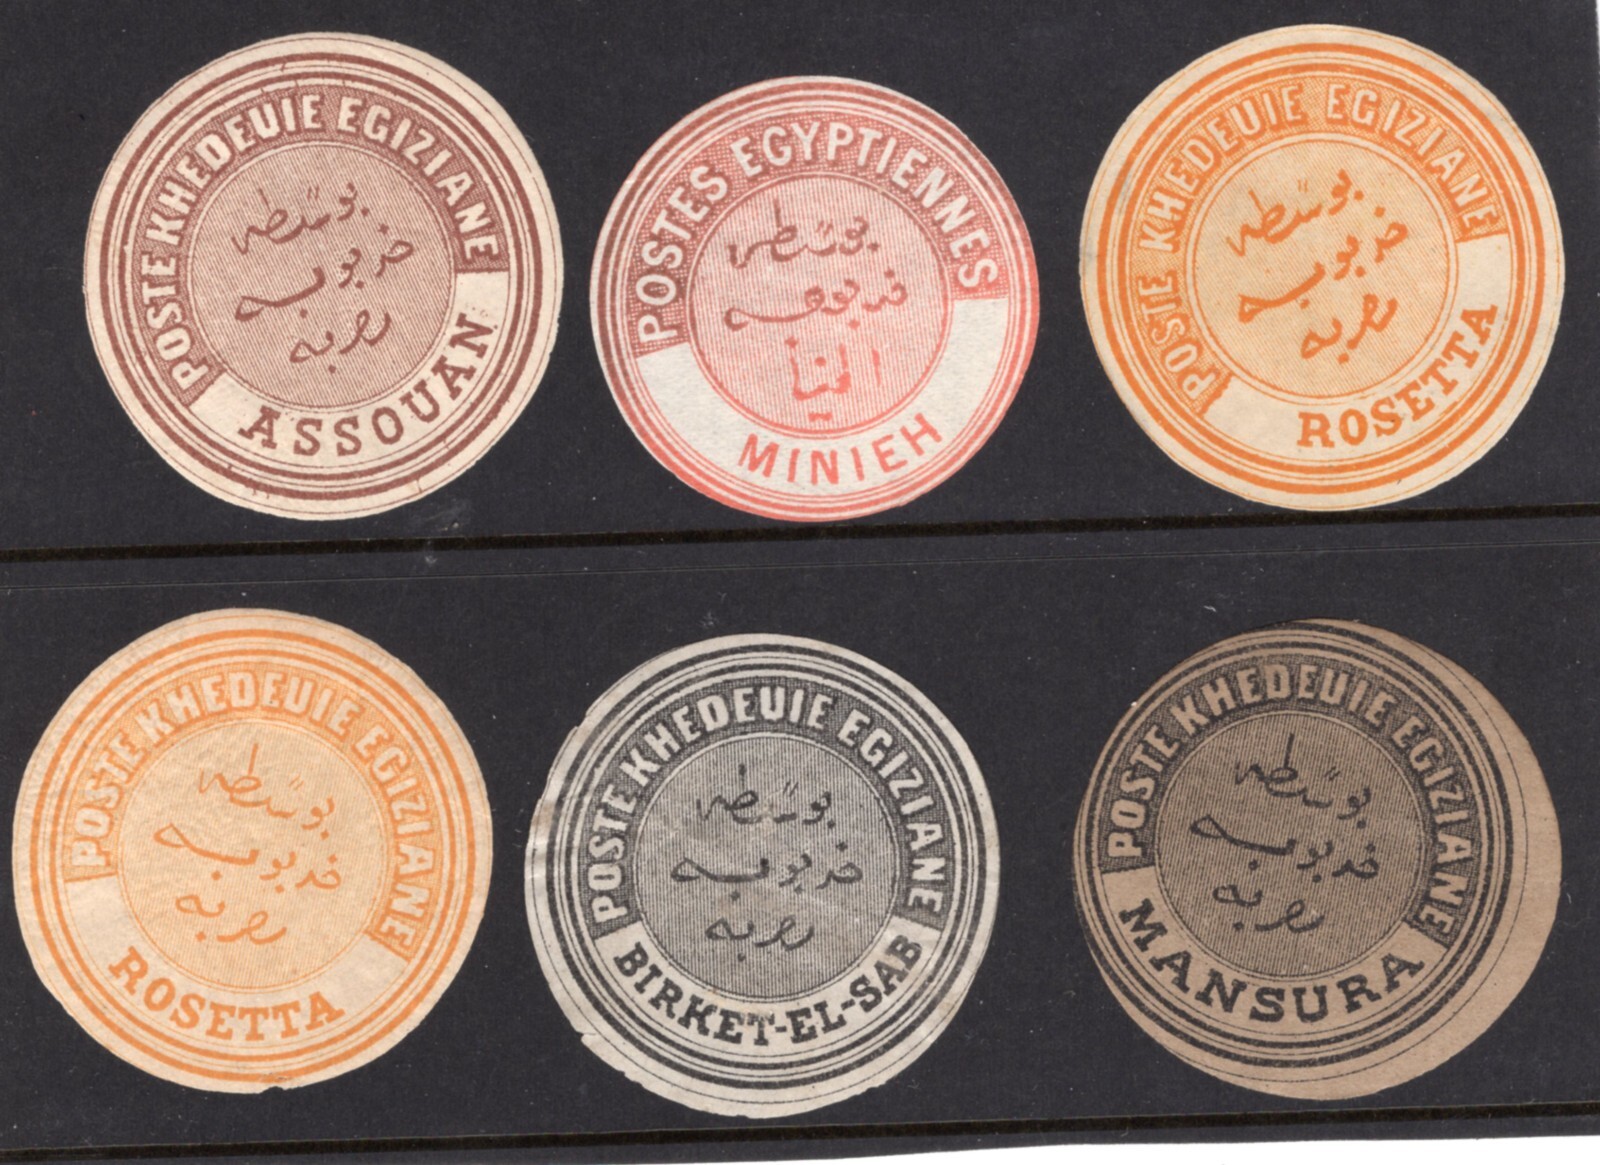 POSTE KHEDEUIE EGIZIANE
بوسطه
خديويه
مصريه
ASSOUAN
POSTES EGYPTIENNES
بوسطه
خديويه
المنيا
MINIEH
POSTE KHEDEUIE EGIZIANE
بوسطه
خديويه
مصريه
ROSETTA
POSTE KHEDEUIE EGIZIANE
بوسطه
خديويه
مصريه
ROSETTA
POSTE KHEDEUIE EGIZIANE
بوسطه
خديويه
مصريه
BIRKET-EL-SAB
POSTE KHEDEUIE EGIZIANE
بوسطه
خديويه
مصريه
MANSURA